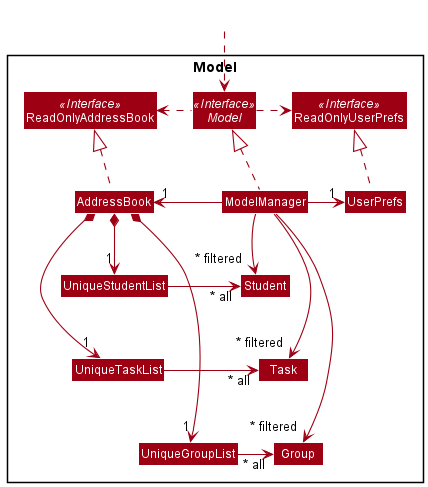 Model
«Interface»
ReadOnlyAddressBook
«Interface»
Model
«Interface»
ReadOnlyUserPrefs
AddressBook
1
ModelManager
1
UserPrefs
1
* filtered
UniqueStudentList
* all
Student
1
* filtered
UniqueTaskList
* all
Task
1
* filtered
UniqueGroupList
* all
Group